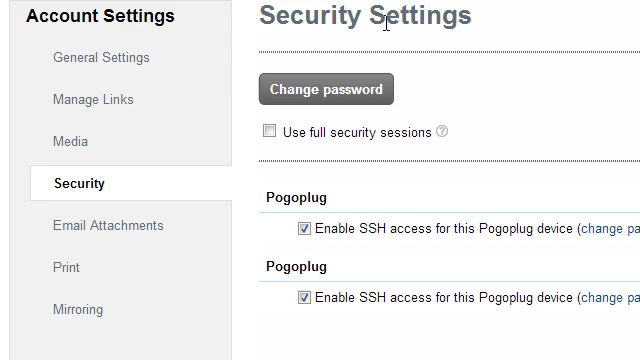 Account Settings
General Settings
Manage Links
Media
Security
Email Attachments
Print
Mirroring
Security Settings
Change password
Use full security sessions ?
Pogoplug
Enable SSH access for this Pogoplug device (change pa
Pogoplug
Enable SSH access for this Pogoplug device (change pa